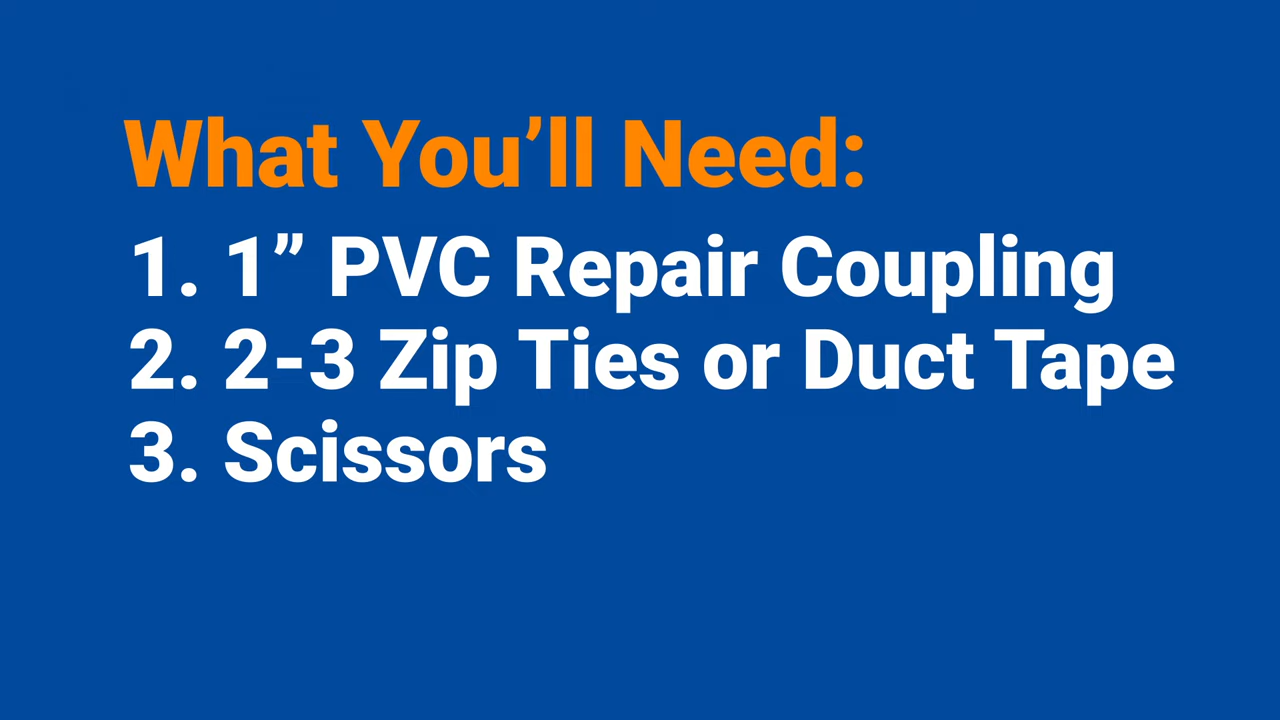 What You’ll Need:
1. 1” PVC Repair Coupling
2. 2-3 Zip Ties or Duct Tape
3. Scissors